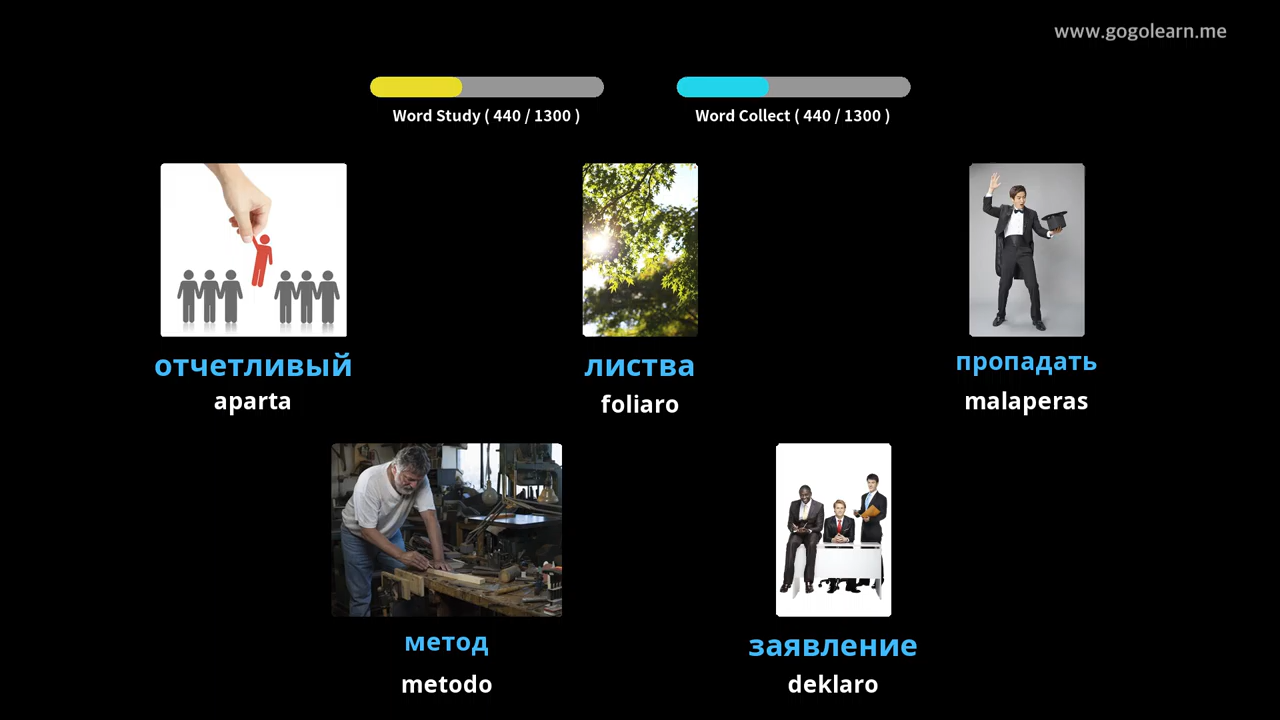 www.gogolearn.me
Word Study ( 440 / 1300 )
Word Collect ( 440 / 1300 )
отчетливый
aparta
листва
foliaro
пропадать
malaperas
метод
metodo
заявление
deklaro